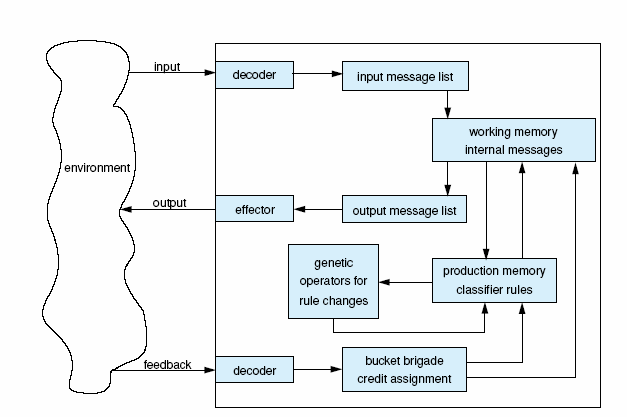 input
decoder
input message list
working memory
internal messages
environment
output
effector
output message list
genetic
operators for
rule changes
production memory
classifier rules
feedback
decoder
bucket brigade
credit assignment